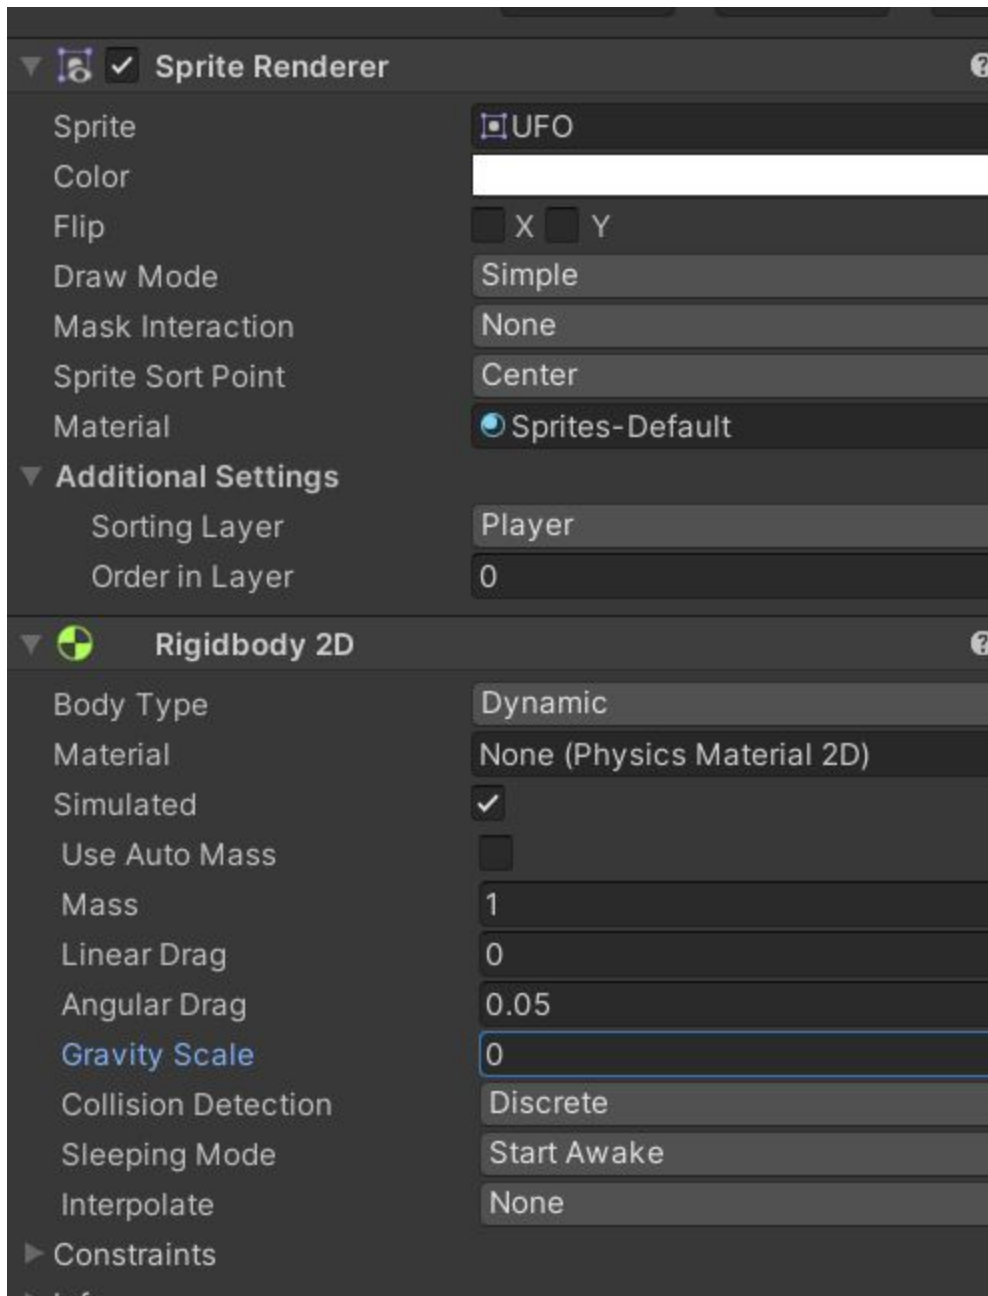 Sprite Renderer
Sprite UFO
Color
Flip X Y
Draw Mode Simple
Mask Interaction None
Sprite Sort Point Center
Material Sprites-Default
Additional Settings
Sorting Layer Player
Order in Layer 0
Rigidbody 2D
Body Type Dynamic
Material None (Physics Material 2D)
Simulated
Use Auto Mass
Mass 1
Linear Drag 0
Angular Drag 0.05
Gravity Scale 0
Collision Detection Discrete
Sleeping Mode Start Awake
Interpolate None
Constraints